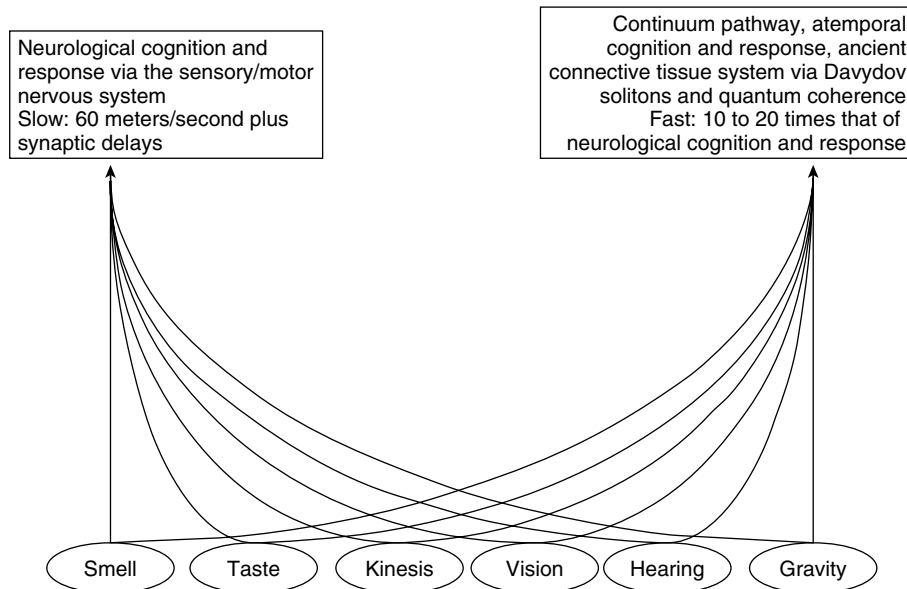 Neurological cognition and
response via the sensory/motor
nervous system
Slow: 60 meters/second plus
synaptic delays
Continuum pathway, atemporal
cognition and response, ancient
connective tissue system via Davydov
solitons and quantum coherence
Fast: 10 to 20 times that of
neurological cognition and response
Smell
Taste
Kinesis
Vision
Hearing
Gravity